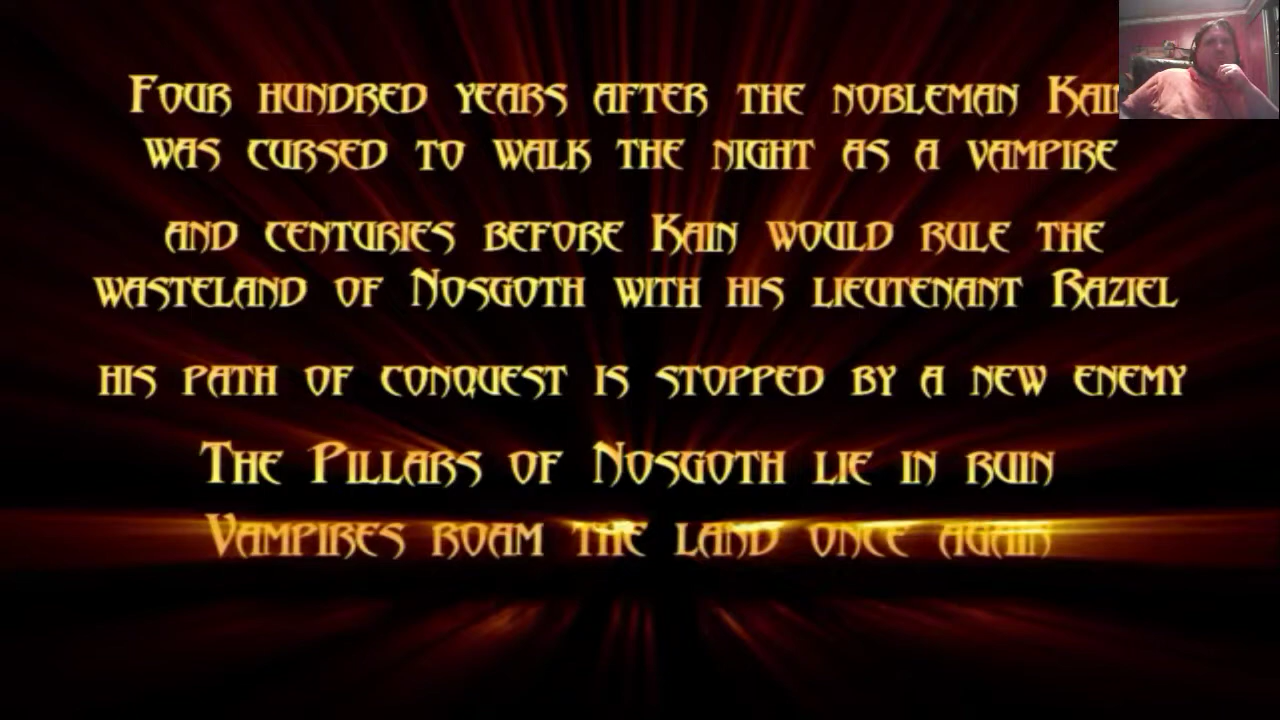 Four hundred years after the nobleman Kain
was cursed to walk the night as a vampire
and centuries before Kain would rule the
wasteland of Nosgoth with his lieutenant Raziel
his path of conquest is stopped by a new enemy
The Pillars of Nosgoth lie in ruin
Vampires roam the land once again